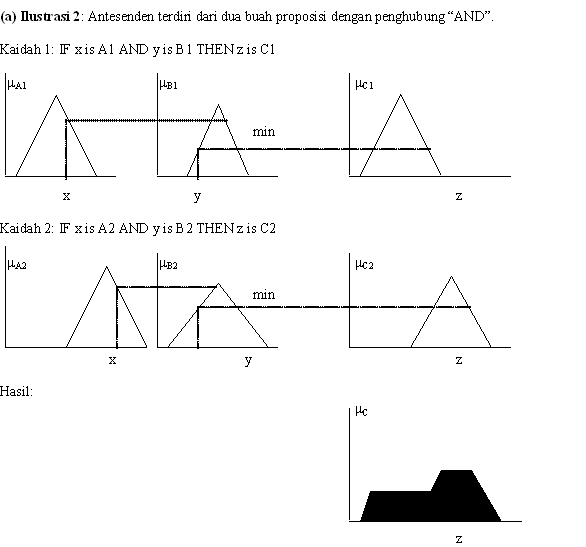 (a) Ilustrasi 2: Antesenden terdiri dari dua buah proposisi dengan penghubung “AND”.
Kaidah 1: IF x is A1 AND y is B1 THEN z is C1
μA1 μB1 μC1
min
x y z
Kaidah 2: IF x is A2 AND y is B2 THEN z is C2
μA2 μB2 μC2
min
x y z
Hasil:
μC
z